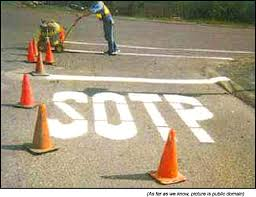 SOTP
(As far as we know, picture is public domain)